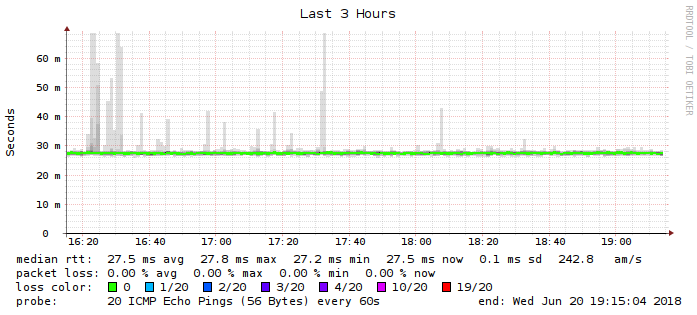 Last 3 Hours
RRDTOOL / TOBI OETIKER
Seconds
60 m
50 m
40 m
30 m
20 m
10 m
0
16:20 16:40 17:00 17:20 17:40 18:00 18:20 18:40 19:00
median rtt: 27.5 ms avg 27.8 ms max 27.2 ms min 27.5 ms now 0.1 ms sd 242.8 am/s
packet loss: 0.00 % avg 0.00 % max 0.00 % min 0.00 % now
loss color: 0 1/20 2/20 3/20 4/20 10/20 19/20
probe: 20 ICMP Echo Pings (56 Bytes) every 60s end: Wed Jun 20 19:15:04 2018